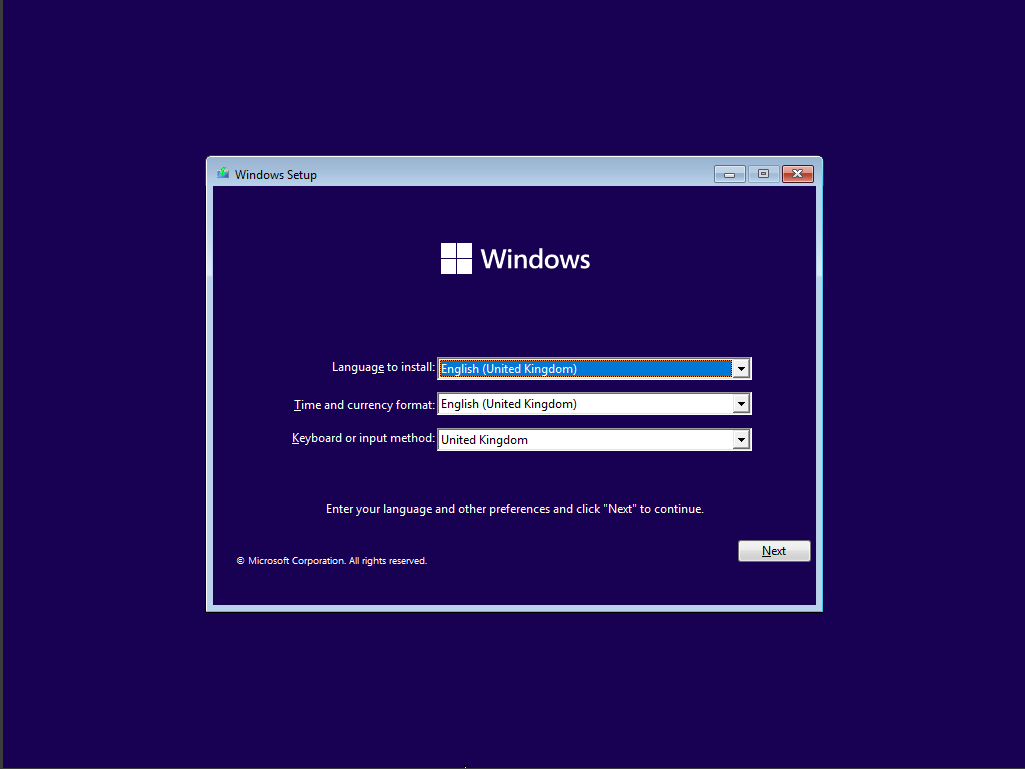 Windows Setup
Windows
Language to install: English (United Kingdom)
Time and currency format: English (United Kingdom)
Keyboard or input method: United Kingdom
Enter your language and other preferences and click "Next" to continue.
Next
© Microsoft Corporation. All rights reserved.